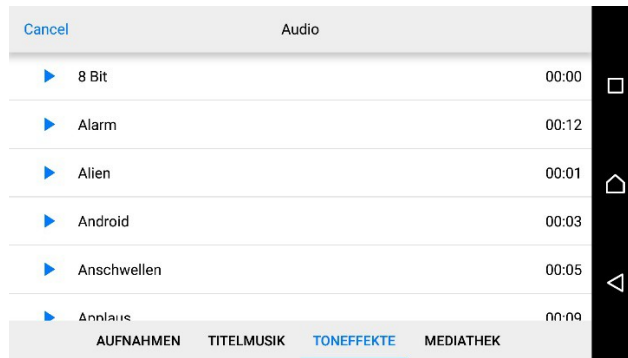 Cancel Audio
8 Bit 00:00
Alarm 00:12
Alien 00:01
Android 00:03
Anschwellen 00:05
Applaus 00:09
AUFNAHMEN TITELMUSIK TONEFFEKTE MEDIATHEK